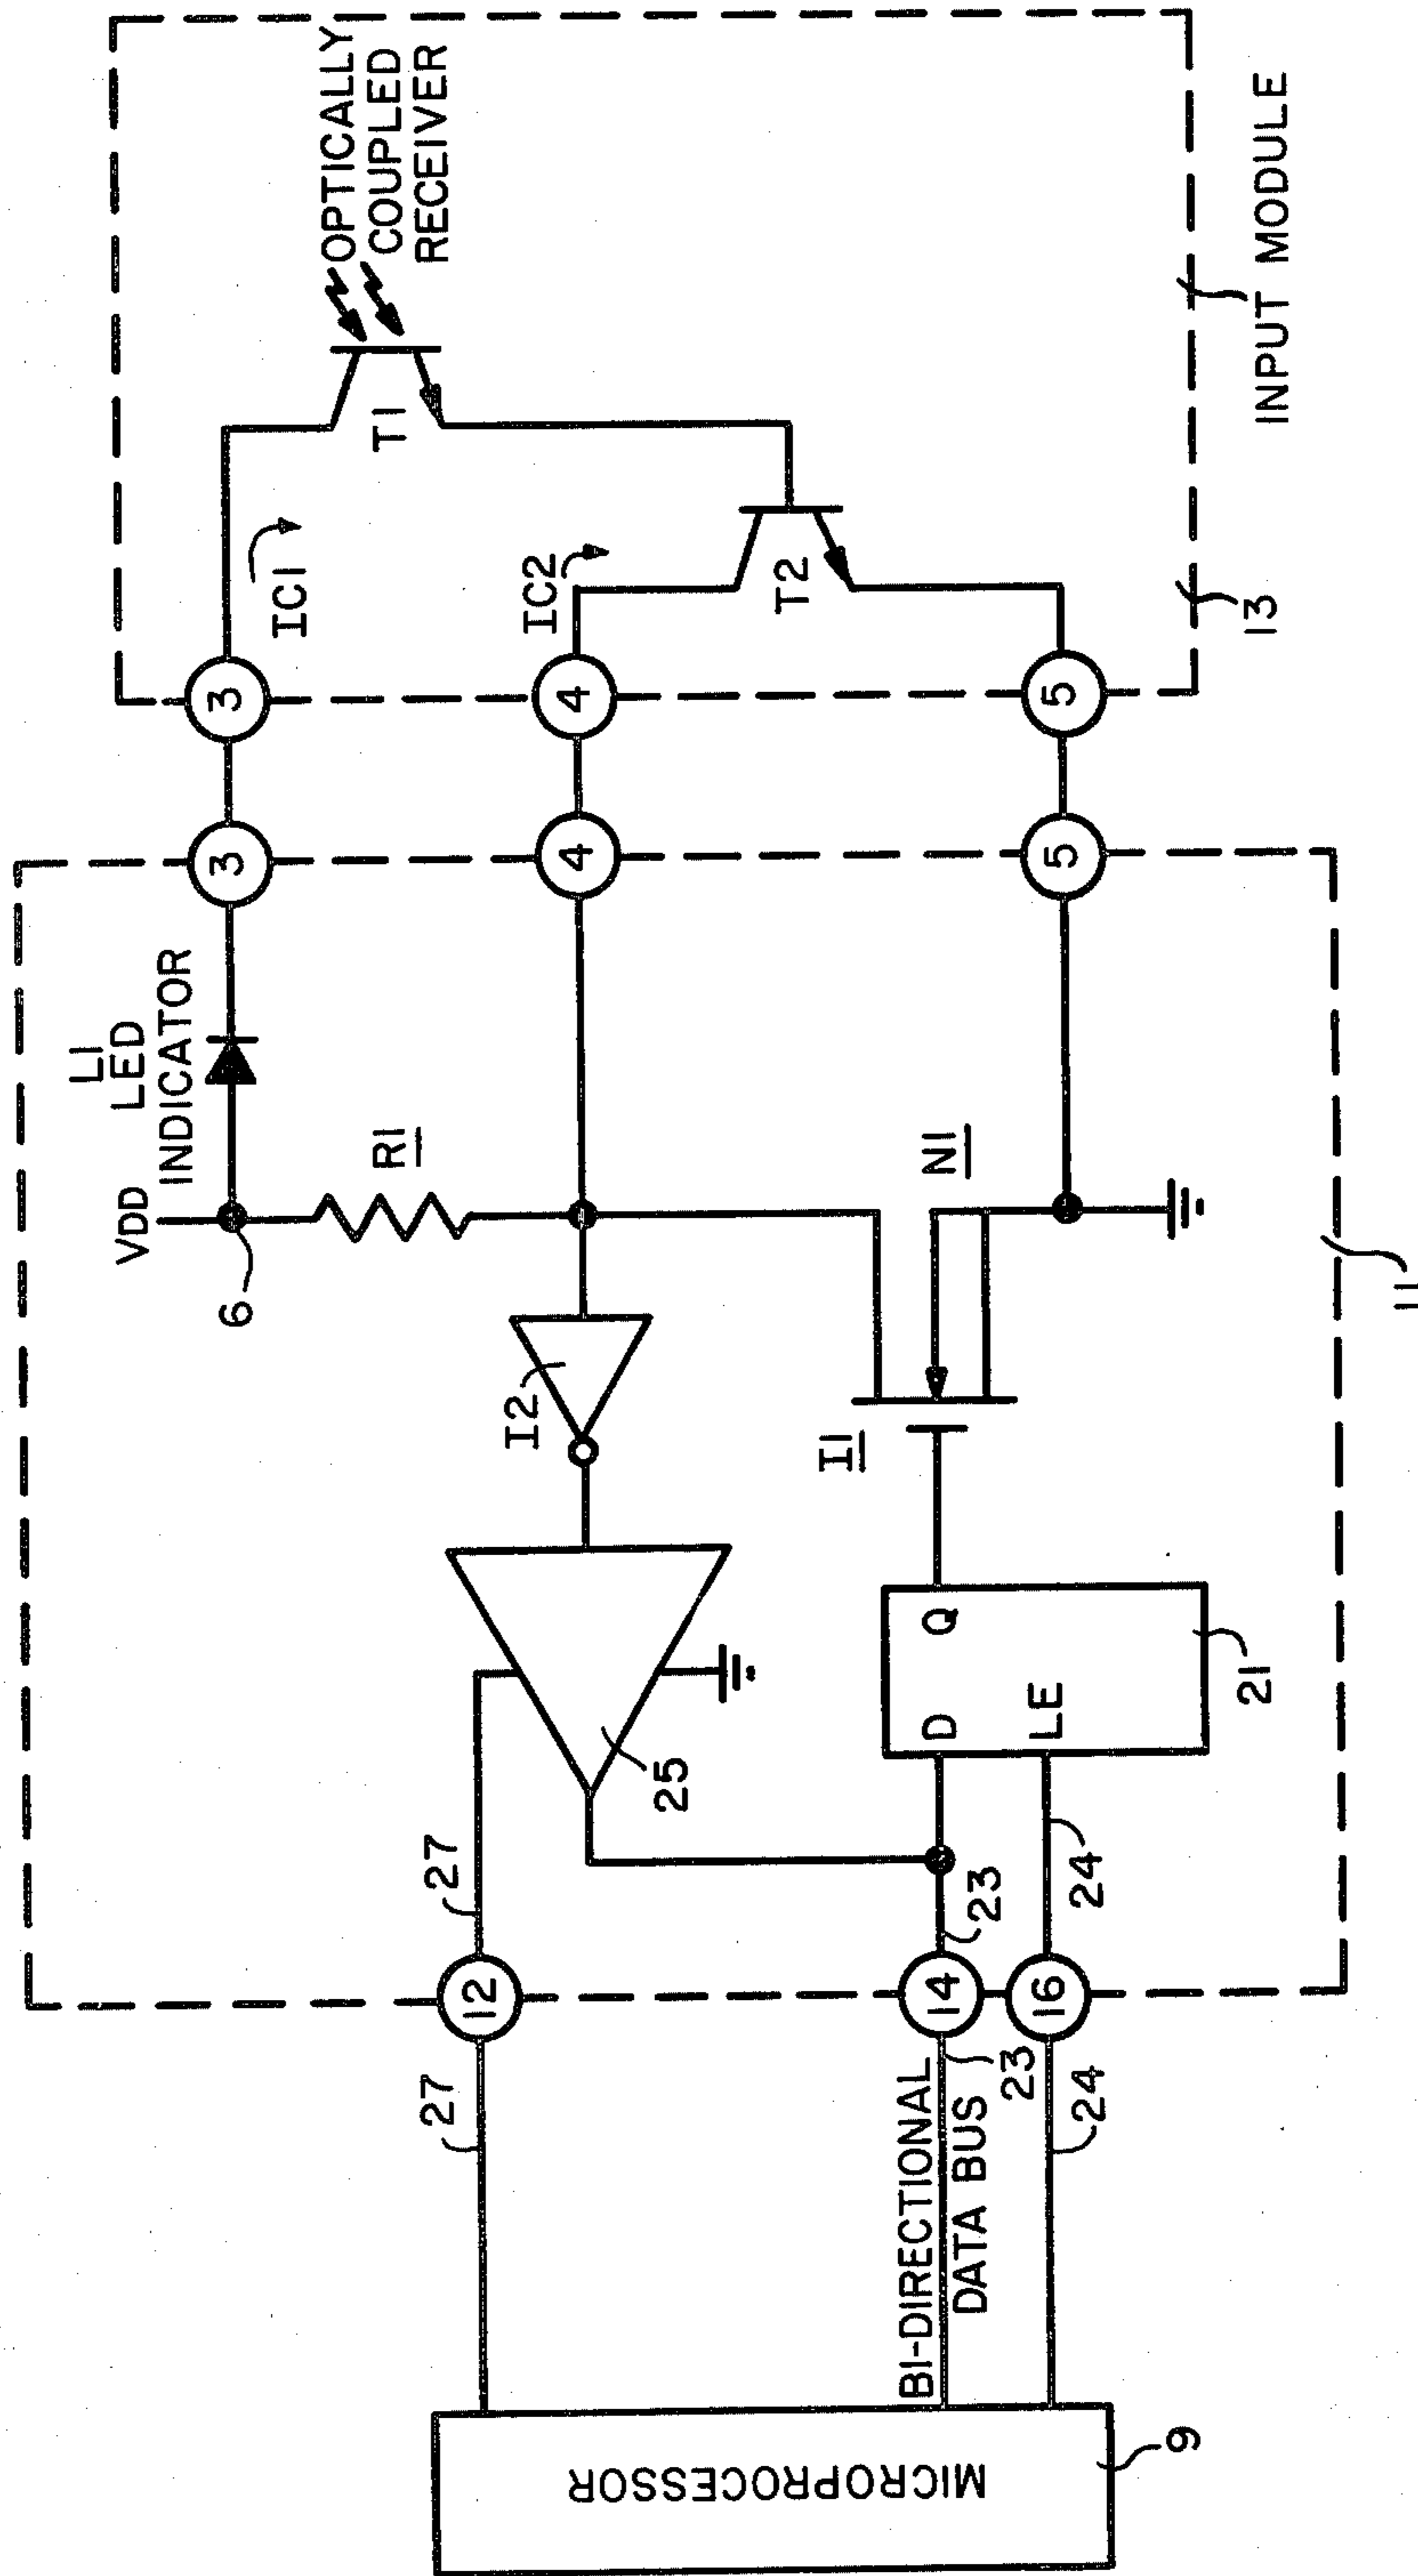 MICROPROCESSOR
9
27
BI-DIRECTIONAL
DATA BUS
23
24
12
14
16
27
23
24
25
D
Q
LE
21
I2
I1
N1
6
VDD
R1
L1
LED
INDICATOR
3
4
5
11
3
4
5
IC1
IC2
T1
T2
OPTICALLY
COUPLED
RECEIVER
13
INPUT MODULE